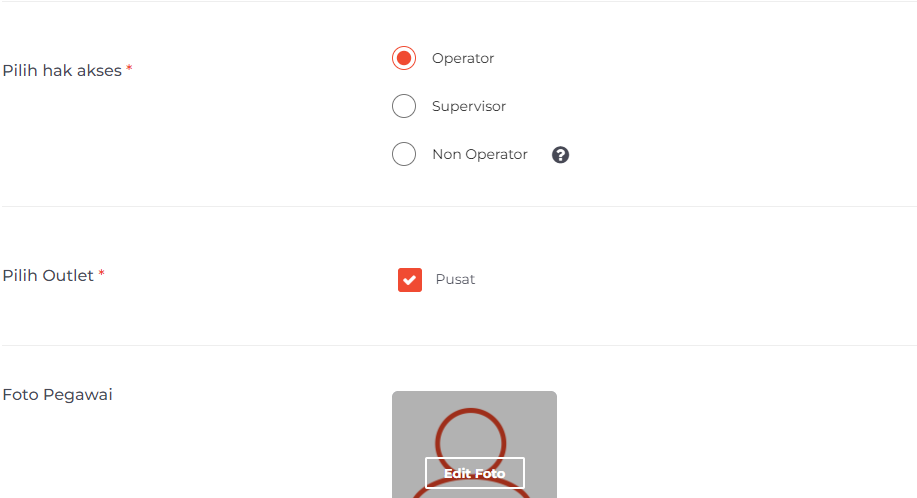 Pilih hak akses *
Operator
Supervisor
Non Operator ?
Pilih Outlet *
Pusat
Foto Pegawai
Edit Foto